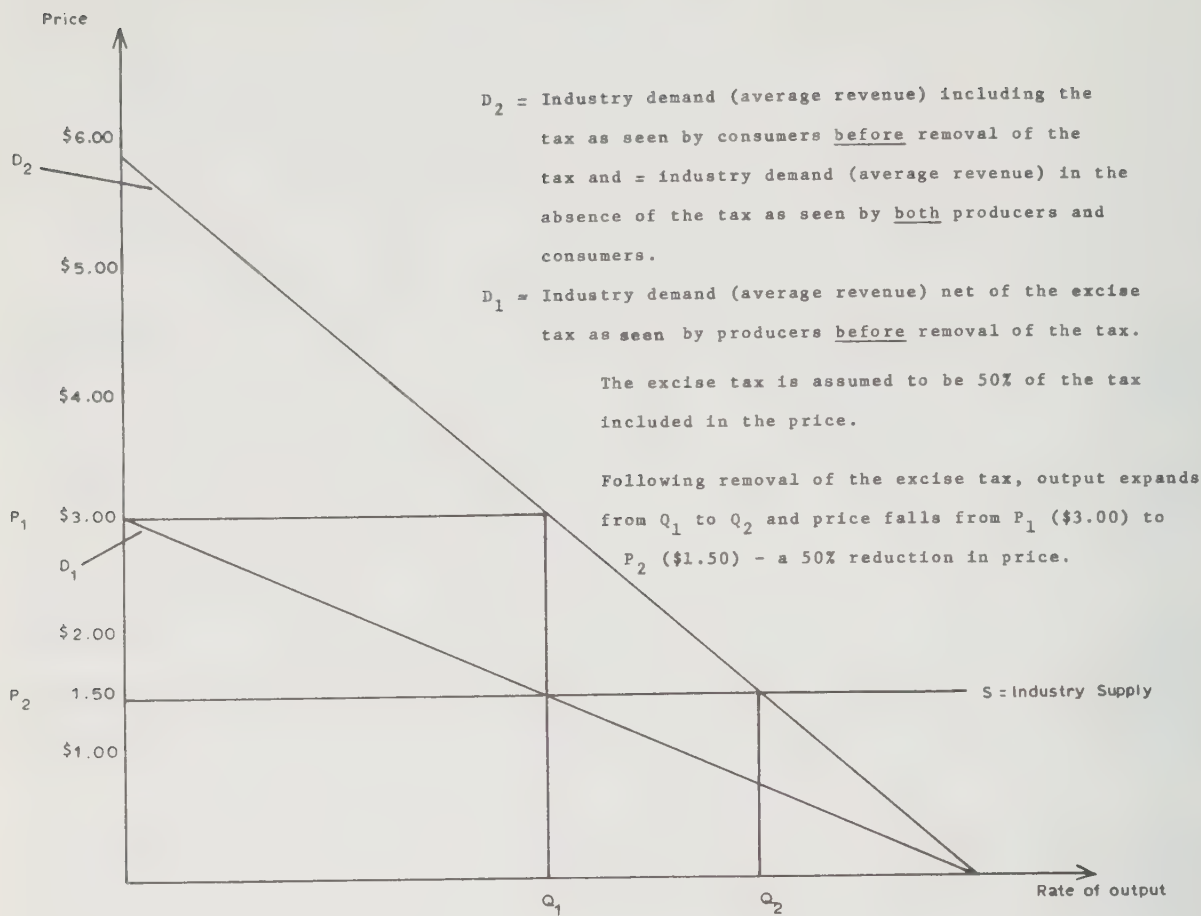 Price
$6.00
D2
$5.00
$4.00
P1 $3.00
D1
$2.00
P2 1.50
$1.00
D2 = Industry demand (average revenue) including the
tax as seen by consumers before removal of the
tax and = industry demand (average revenue) in the
absence of the tax as seen by both producers and
consumers.
D1 = Industry demand (average revenue) net of the excise
tax as seen by producers before removal of the tax.
The excise tax is assumed to be 50% of the tax
included in the price.
Following removal of the excise tax, output expands
from Q1 to Q2 and price falls from P1 ($3.00) to
P2 ($1.50) - a 50% reduction in price.
S = Industry Supply
Rate of output
Q1 Q2